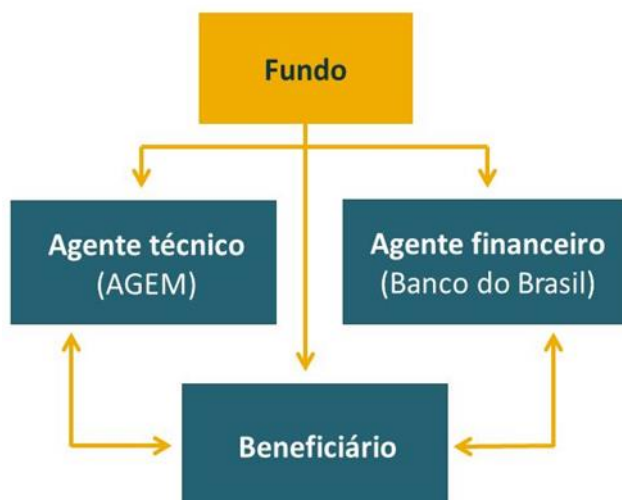 Fundo
Agente técnico
(AGEM)
Agente financeiro
(Banco do Brasil)
Beneficiário